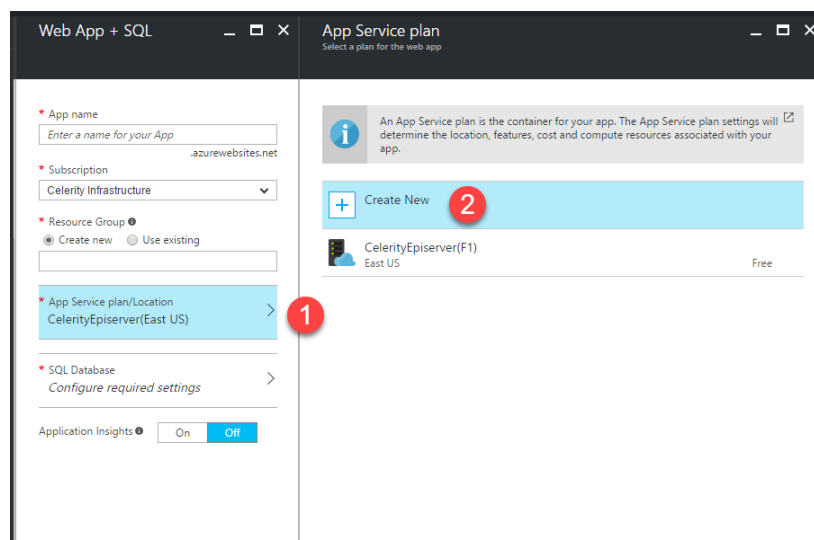 Web App + SQL
* App name
Enter a name for your App
.azurewebsites.net
* Subscription
Celerity Infrastructure
* Resource Group
Create new Use existing
* App Service plan/Location
CelerityEpiserver(East US)
1
* SQL Database
Configure required settings
Application Insights On Off
App Service plan
Select a plan for the web app
An App Service plan is the container for your app. The App Service plan settings will
determine the location, features, cost and compute resources associated with your
app.
Create New 2
CelerityEpiserver(F1)
East US Free